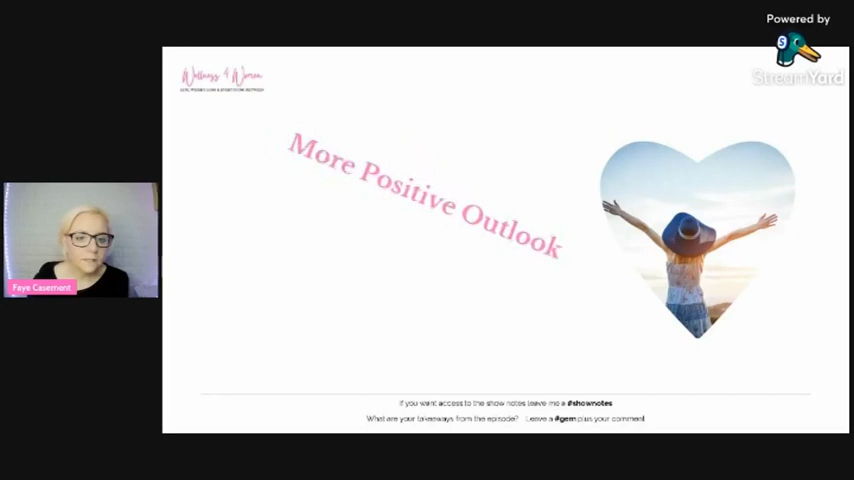 Powered by
StreamYard
Wellness 4 Women
More Positive Outlook
Faye Casement
If you want access to the show notes leave me a #shownotes
What are your takeaways from the episode? Leave a #gem plus your comment